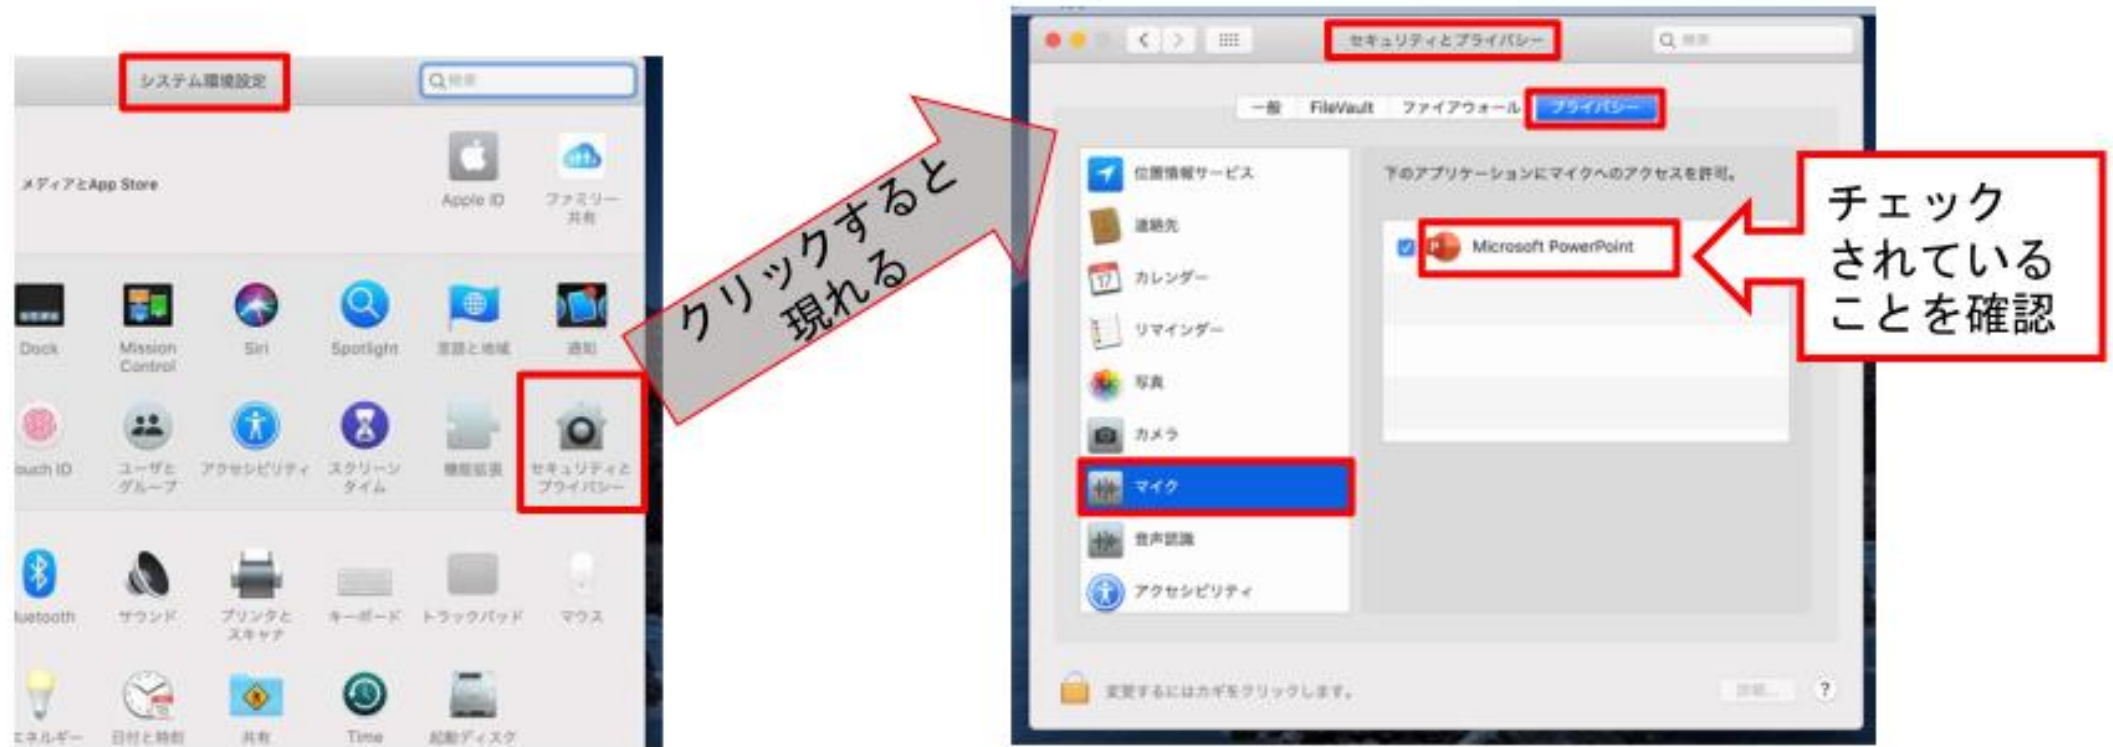 システム環境設定
検索
メディアとApp Store
Apple ID
ファミリー
共有
Dock
Mission
Control
Siri
Spotlight
言語と地域
通知
ouch ID
ユーザと
グループ
アクセシビリティ
スクリーン
タイム
機能拡張
セキュリティと
プライバシー
luetooth
サウンド
プリンタと
スキャナ
キーボード
トラックパッド
マウス
エネルギー
日付と時刻
共有
Time
起動ディスク
クリックすると
現れる
セキュリティとプライバシー
検索
一般
FileVault
ファイアウォール
プライバシー
位置情報サービス
連絡先
17
カレンダー
リマインダー
写真
カメラ
マイク
音声認識
アクセシビリティ
下のアプリケーションにマイクへのアクセスを許可。
Microsoft PowerPoint
チェック
されている
ことを確認
変更するにはカギをクリックします。
詳細...
?